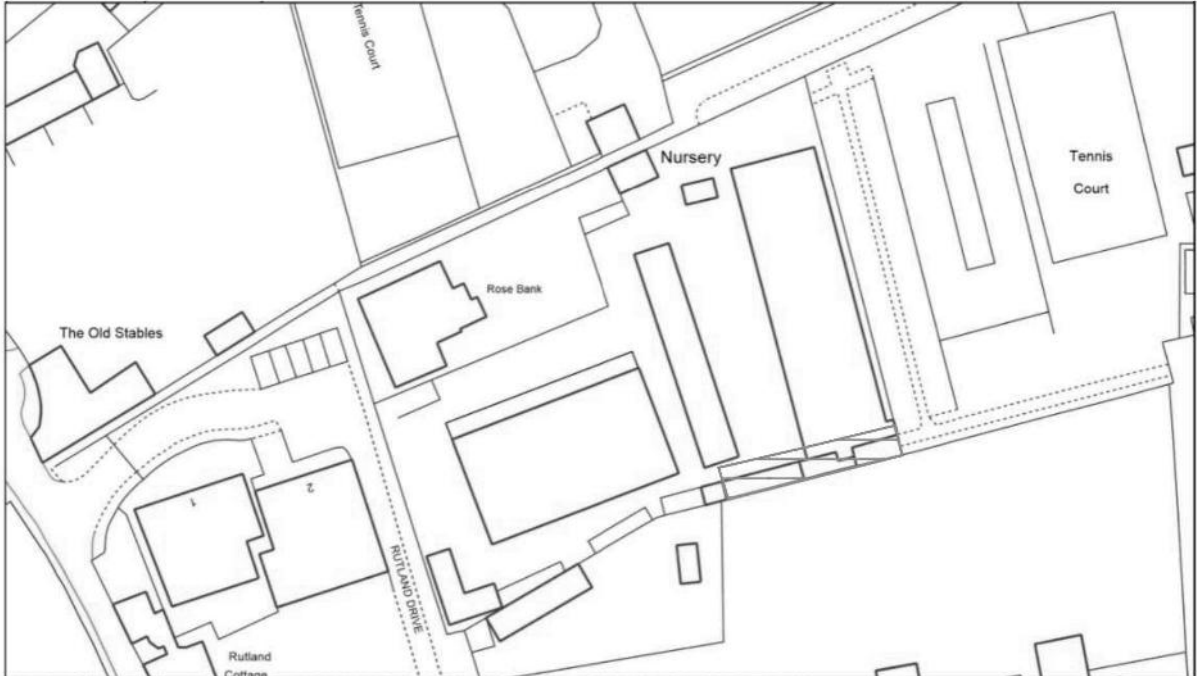 Tennis Court
Nursery
Tennis
Court
Rose Bank
The Old Stables
1
2
RUTLAND DRIVE
Rutland
Cottage